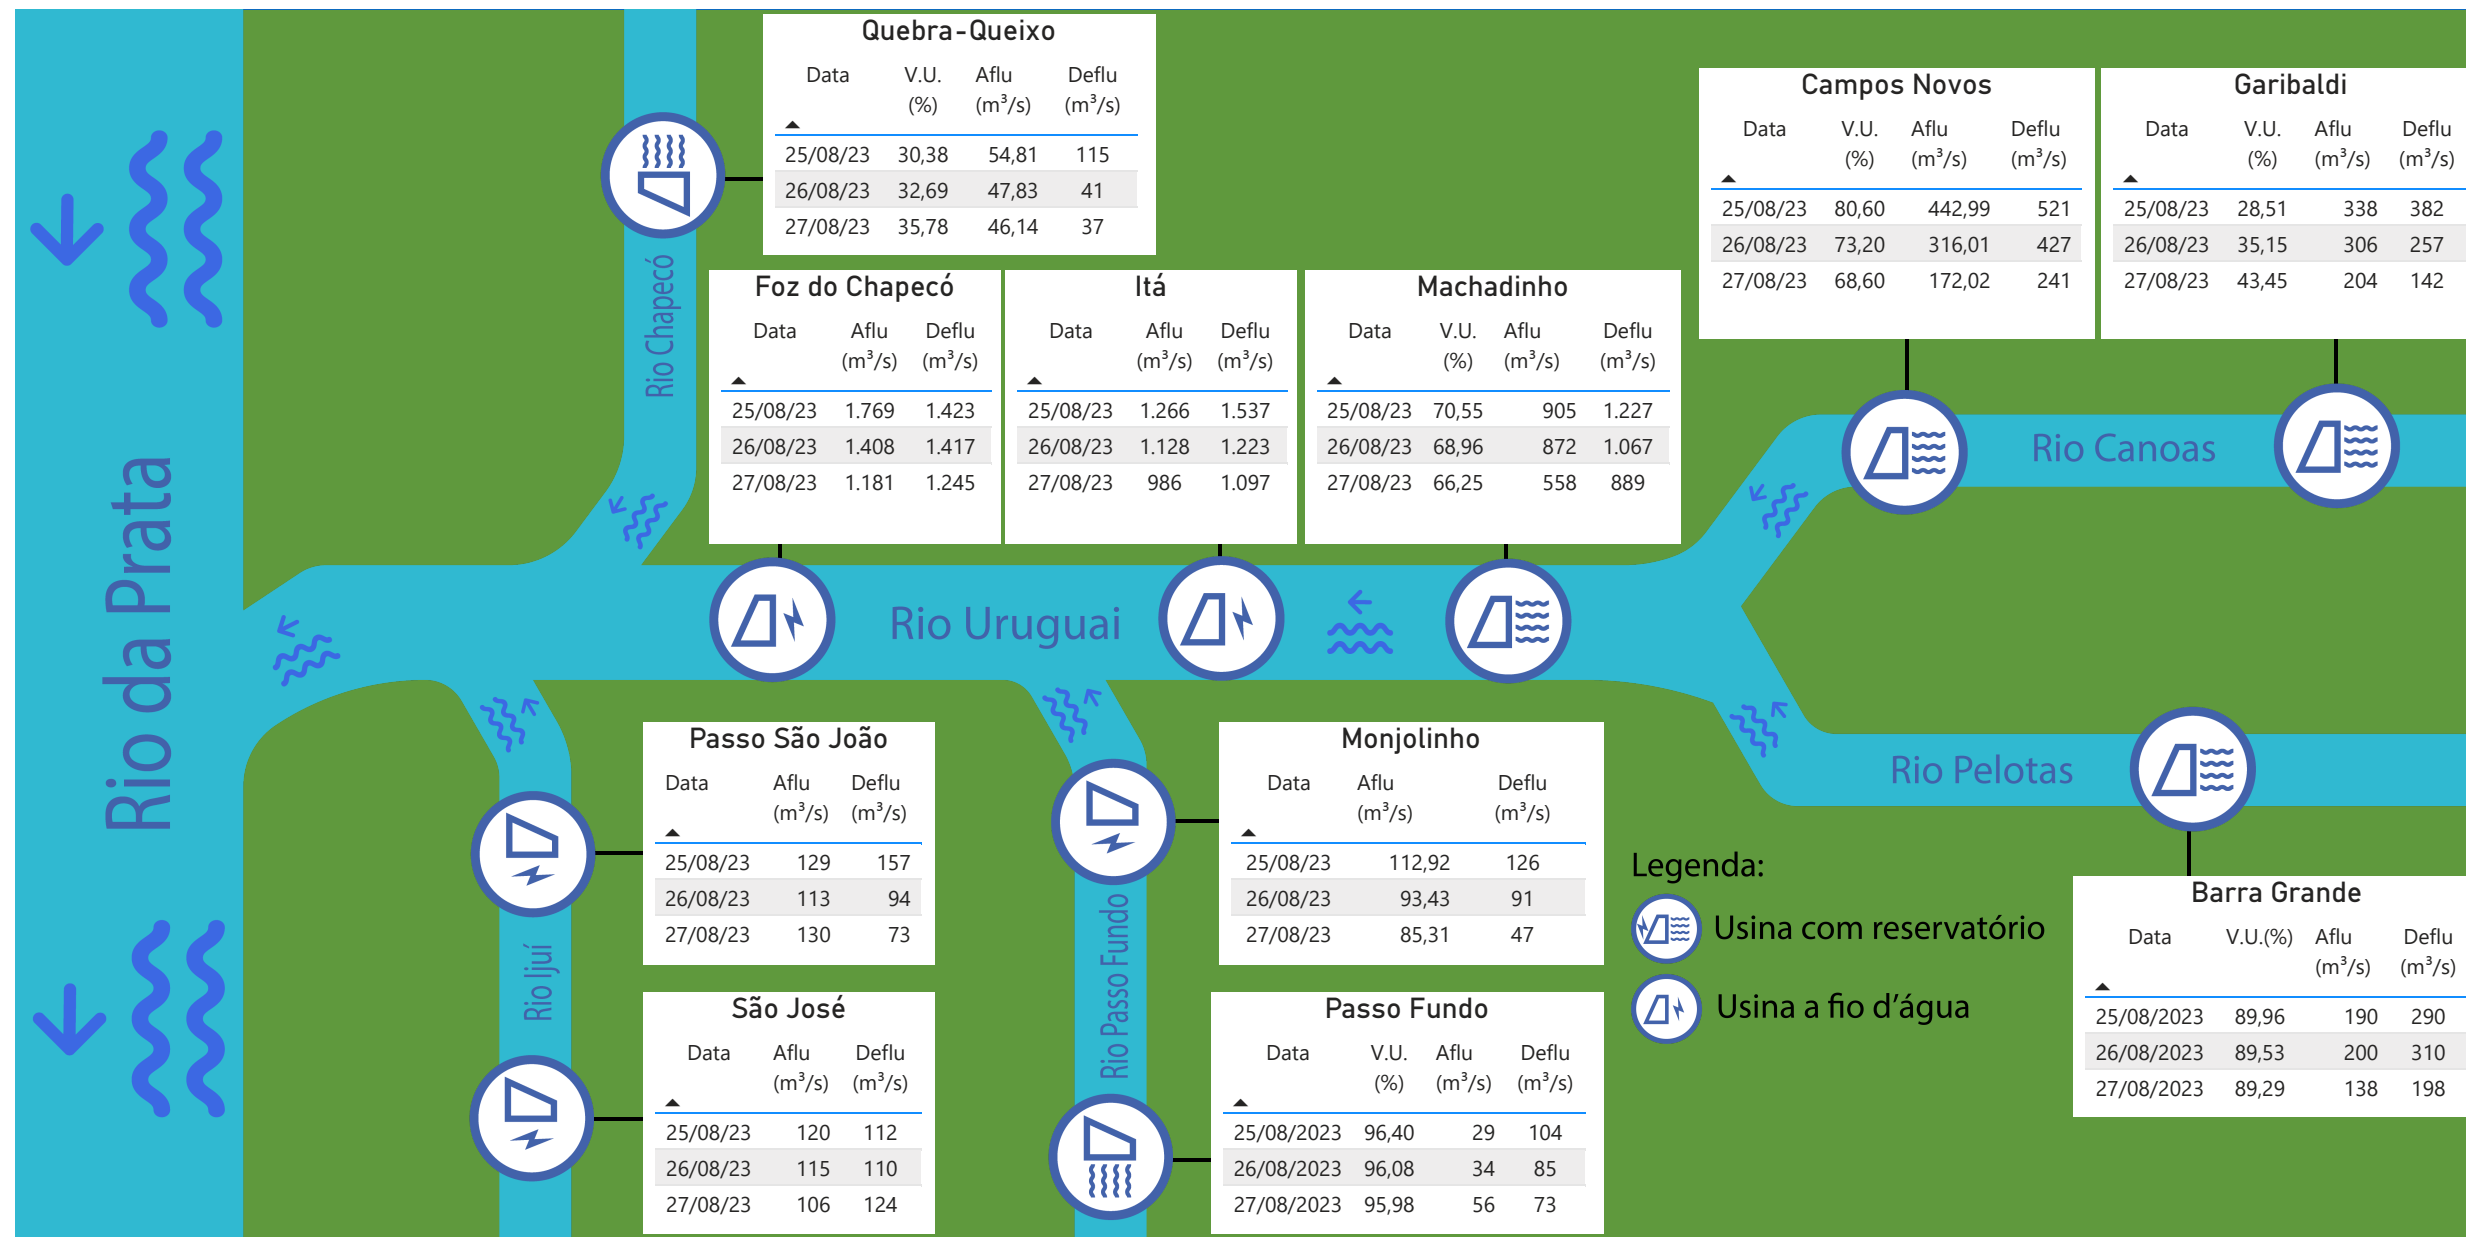 Quebra-Queixo
Data V.U. (%) Aflu (m³/s) Deflu (m³/s)
25/08/23 30,38 54,81 115
26/08/23 32,69 47,83 41
27/08/23 35,78 46,14 37
Campos Novos
Data V.U. (%) Aflu (m³/s) Deflu (m³/s)
25/08/23 80,60 442,99 521
26/08/23 73,20 316,01 427
27/08/23 68,60 172,02 241
Garibaldi
Data V.U. (%) Aflu (m³/s) Deflu (m³/s)
25/08/23 28,51 338 382
26/08/23 35,15 306 257
27/08/23 43,45 204 142
Rio Chapecó
Foz do Chapecó
Data Aflu (m³/s) Deflu (m³/s)
25/08/23 1.769 1.423
26/08/23 1.408 1.417
27/08/23 1.181 1.245
Itá
Data Aflu (m³/s) Deflu (m³/s)
25/08/23 1.266 1.537
26/08/23 1.128 1.223
27/08/23 986 1.097
Machadinho
Data V.U. (%) Aflu (m³/s) Deflu (m³/s)
25/08/23 70,55 905 1.227
26/08/23 68,96 872 1.067
27/08/23 66,25 558 889
Rio Canoas
Rio da Prata
Rio Uruguai
Rio Pelotas
Passo São João
Data Aflu (m³/s) Deflu (m³/s)
25/08/23 129 157
26/08/23 113 94
27/08/23 130 73
Monjolinho
Data Aflu (m³/s) Deflu (m³/s)
25/08/23 112,92 126
26/08/23 93,43 91
27/08/23 85,31 47
Legenda:
Usina com reservatório
Usina a fio d'água
Barra Grande
Data V.U.(%) Aflu (m³/s) Deflu (m³/s)
25/08/2023 89,96 190 290
26/08/2023 89,53 200 310
27/08/2023 89,29 138 198
Rio Ijuí
Rio Passo Fundo
São José
Data Aflu (m³/s) Deflu (m³/s)
25/08/23 120 112
26/08/23 115 110
27/08/23 106 124
Passo Fundo
Data V.U. (%) Aflu (m³/s) Deflu (m³/s)
25/08/2023 96,40 29 104
26/08/2023 96,08 34 85
27/08/2023 95,98 56 73